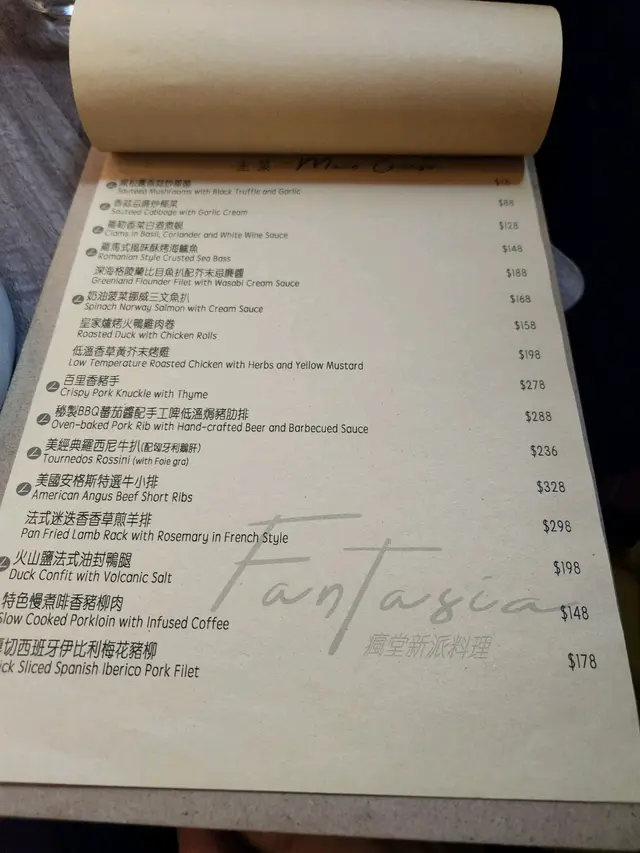 主菜 Main Course
Sauteed Mushrooms with Black Truffle and Garlic
香蒜忌廉炒椰菜 $88
Sauteed Cabbage with Garlic Cream
羅勒香菜白酒煮蜆 $128
Clams in Basil, Coriander and White Wine Sauce
羅馬式風味酥烤海鱸魚 $148
Romanian Style Crusted Sea Bass
深海格陵蘭比目魚扒配芥末忌廉醬 $188
Greenland Flounder Filet with Wasabi Cream Sauce
奶油菠菜挪威三文魚扒 $168
Spinach Norway Salmon with Cream Sauce
皇家爐烤火鴨雞肉卷 $158
Roasted Duck with Chicken Rolls
低溫香草黃芥末烤雞 $198
Low Temperature Roasted Chicken with Herbs and Yellow Mustard
百里香豬手 $278
Crispy Pork Knuckle with Thyme
秘製BBQ蕃茄醬配手工啤低溫焗豬肋排 $288
Oven-baked Pork Rib with Hand-crafted Beer and Barbecued Sauce
美經典羅西尼牛扒(配匈牙利鵝肝) $236
Tournedos Rossini (with Foie gra)
美國安格斯特選牛小排 $328
American Angus Beef Short Ribs
法式迷迭香香草煎羊排 $298
Pan Fried Lamb Rack with Rosemary in French Style
火山鹽法式油封鴨腿 $198
Duck Confit with Volcanic Salt
特色慢煮啡香豬柳肉 $148
Slow Cooked Porkloin with Infused Coffee
切西班牙伊比利梅花豬柳 $178
ick Sliced Spanish Iberico Pork Filet
Fantasia
瘋堂新派料理